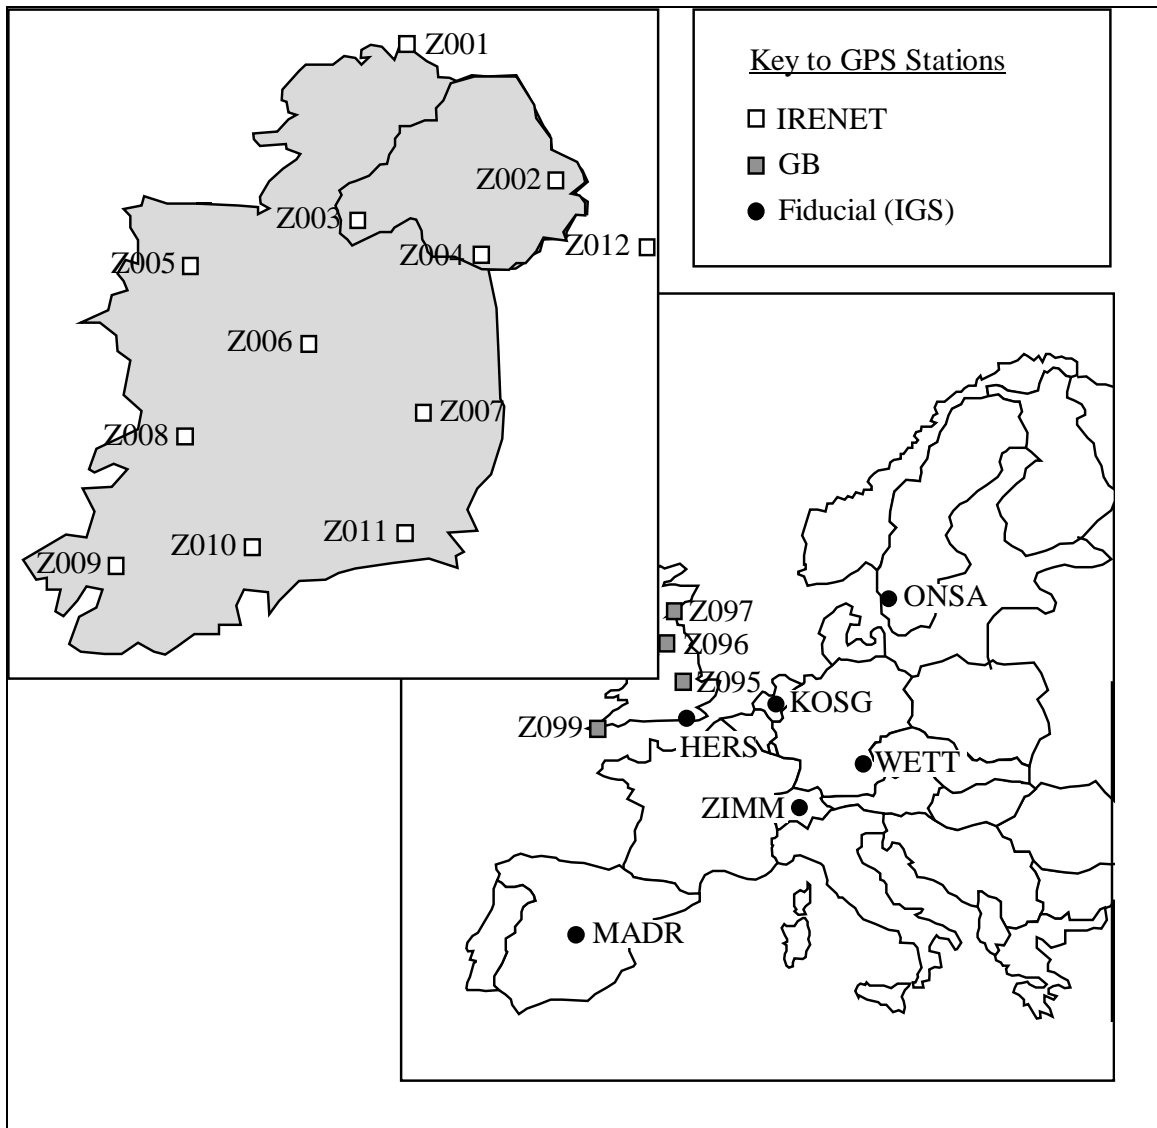 Z001
Z002
Z003
Z004
Z012
Z005
Z006
Z007
Z008
Z011
Z010
Z009
Key to GPS Stations
IRENET
GB
Fiducial (IGS)
ONSA
Z097
Z096
Z095
KOSG
Z099
HERS
WETT
ZIMM
MADR